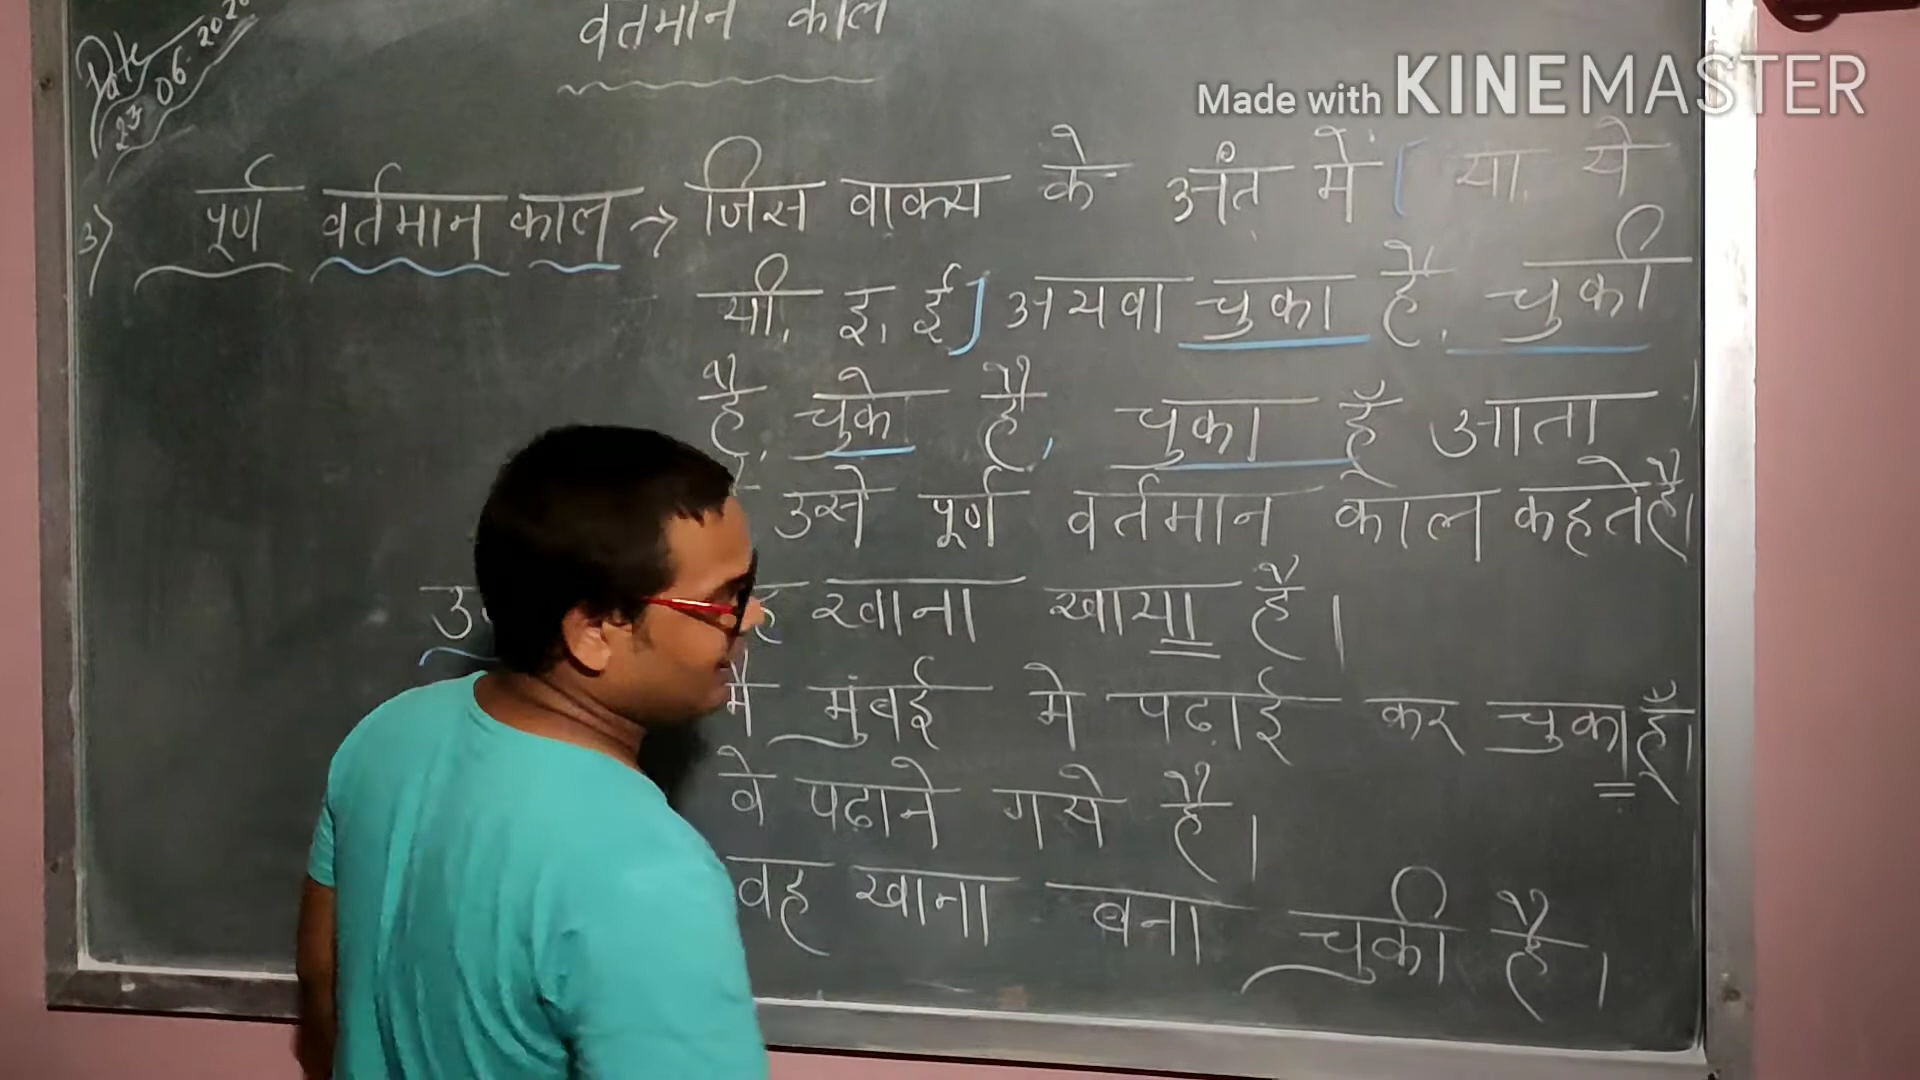 वर्तमान काल
Date
23 06.2020
Made with KINEMASTER
3) पूर्ण वर्तमान काल → जिस वाक्य के अंत में [ या, ये
यी, इ, ई] अथवा चुका है, चुकी
है, चुके है, चुका हूँ आता
उसे पूर्ण वर्तमान काल कहते है।
खाना खाया है।
मै मुंबई मे पढ़ाई कर चुका हूँ।
वे पढ़ाने गये है।
वह खाना बना चुकी है।